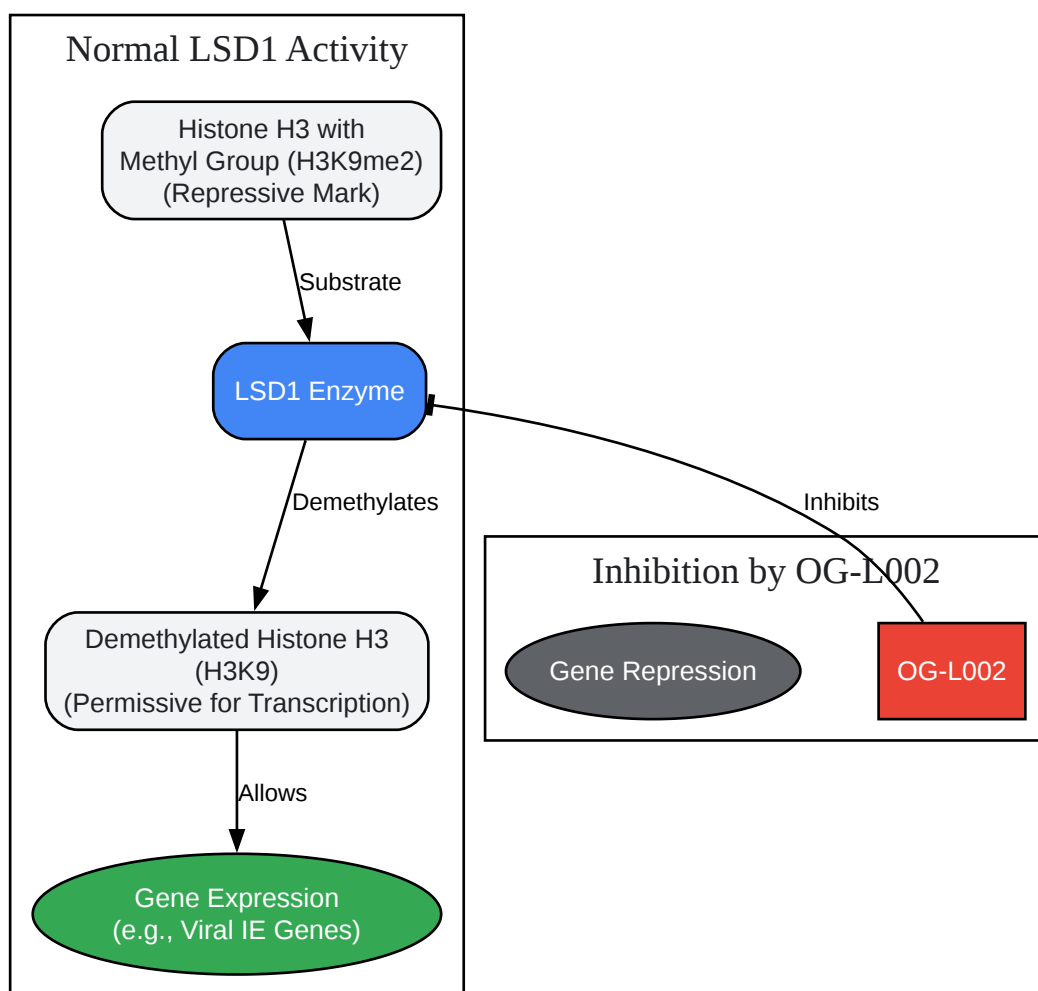 Normal LSD1 Activity
Histone H3 with
Methyl Group (H3K9me2)
(Repressive Mark)
Substrate
LSD1 Enzyme
Demethylates
Demethylated Histone H3
(H3K9)
(Permissive for Transcription)
Allows
Gene Expression
(e.g., Viral IE Genes)
Inhibits
Inhibition by OG-L002
Gene Repression
OG-L002